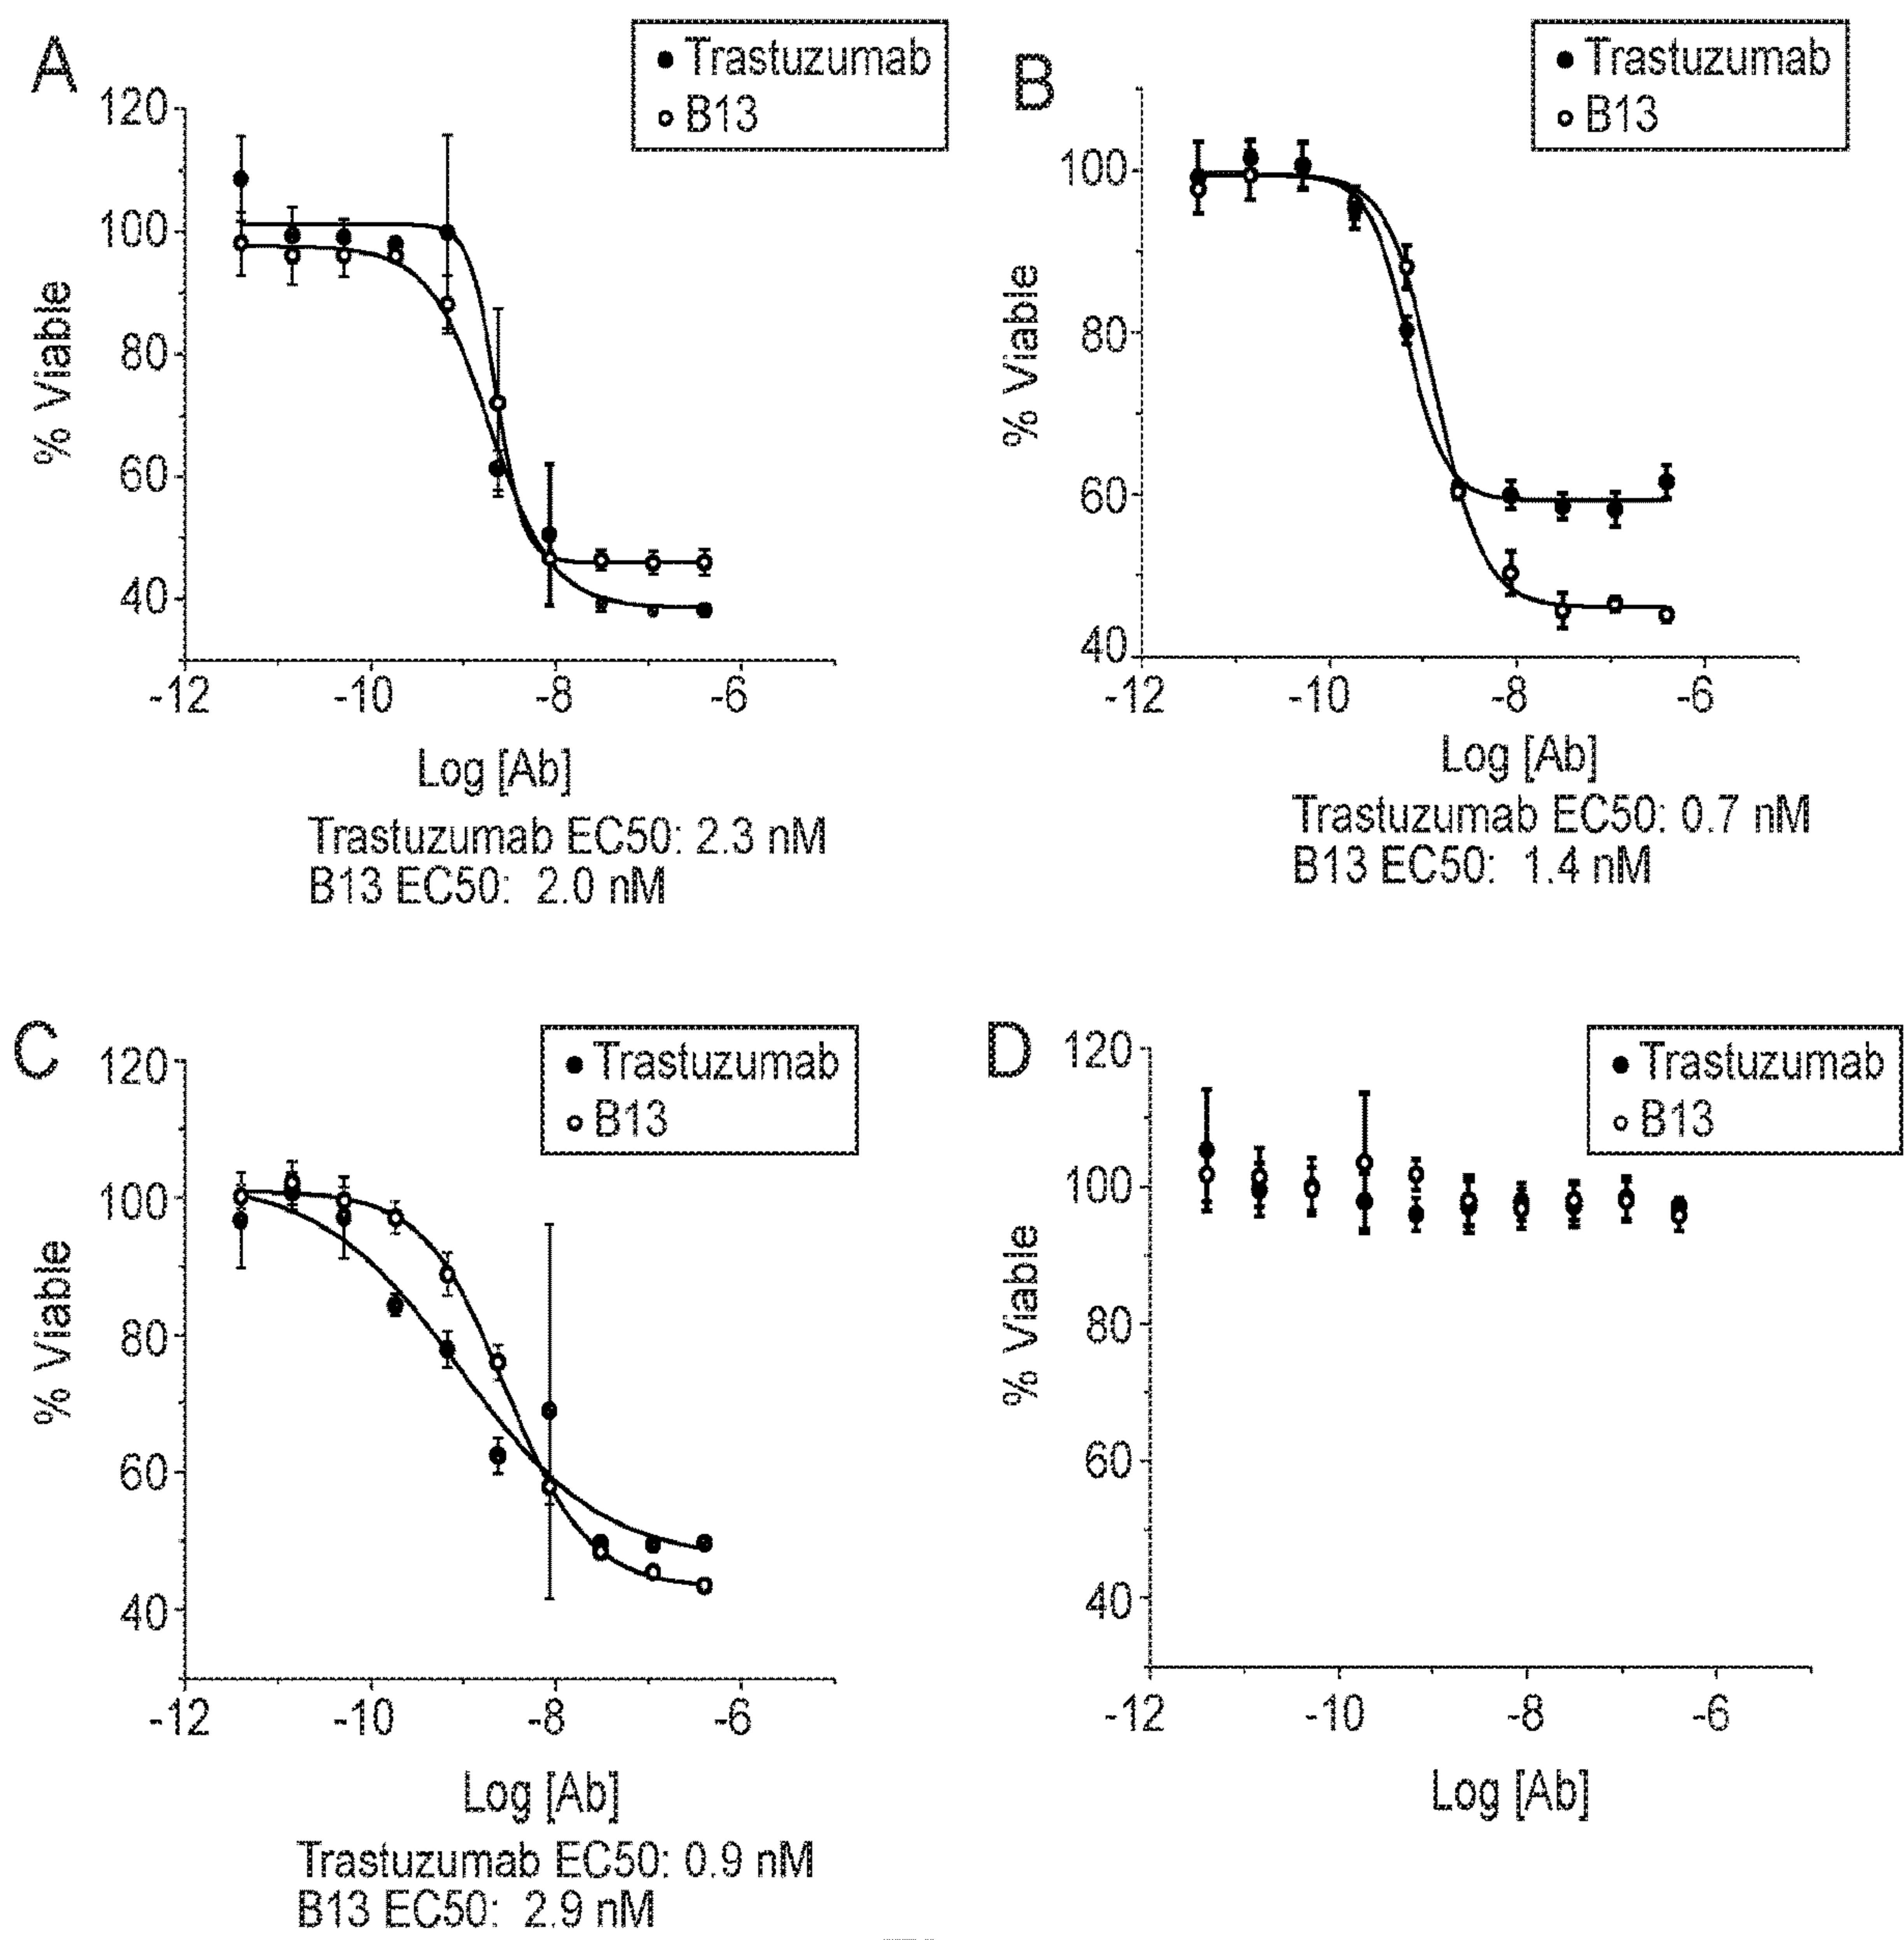 A
Trastuzumab
B13
120
100
80
60
40
% Viable
-12
-10
-8
-6
Log [Ab]
Trastuzumab EC50: 2.3 nM
B13 EC50: 2.0 nM
B
Trastuzumab
B13
100
80
60
40
% Viable
-12
-10
-8
-6
Log [Ab]
Trastuzumab EC50: 0.7 nM
B13 EC50: 1.4 nM
C
Trastuzumab
B13
120
100
80
60
40
% Viable
-12
-10
-8
-6
Log [Ab]
Trastuzumab EC50: 0.9 nM
B13 EC50: 2.9 nM
D
Trastuzumab
B13
120
100
80
60
40
% Viable
-12
-10
-8
-6
Log [Ab]